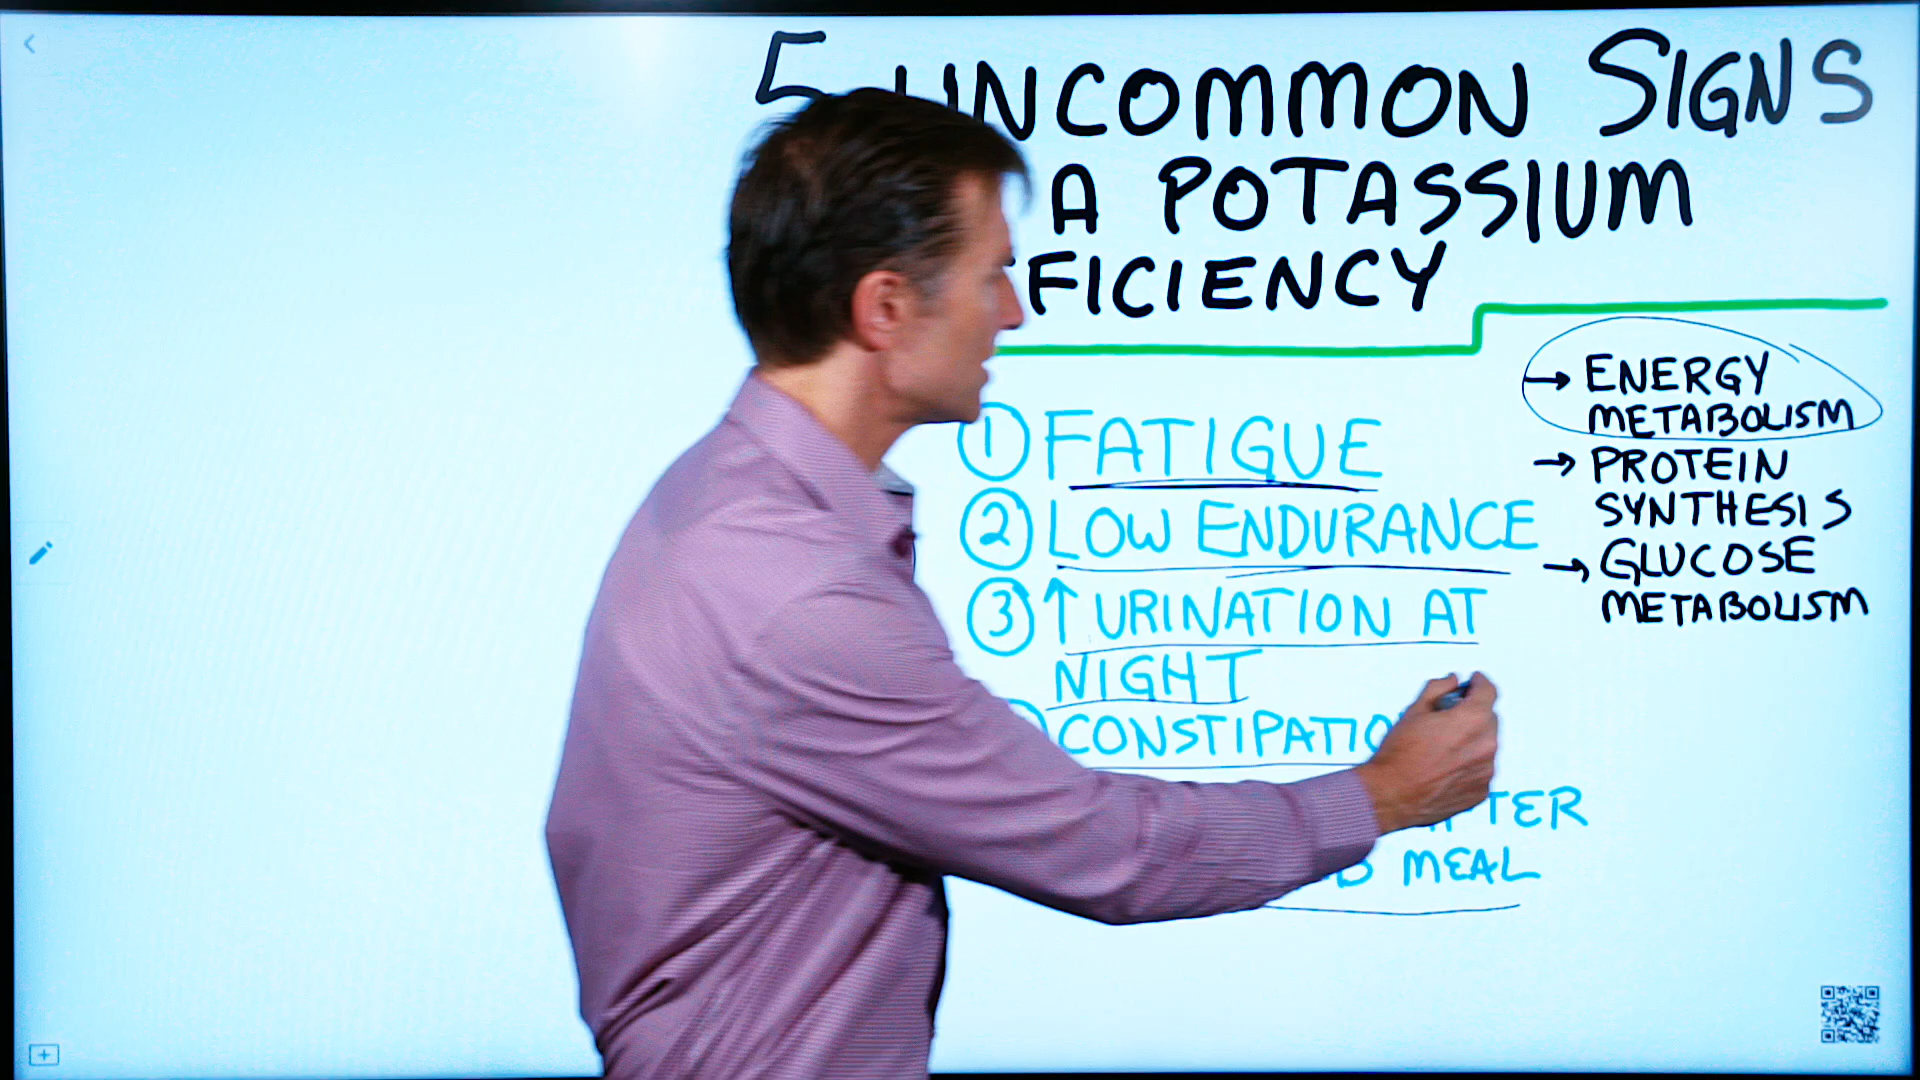 5 UNCOMMON SIGNS
A POTASSIUM
FICIENCY
① FATIGUE
② LOW ENDURANCE
③ ↑ URINATION AT
NIGHT
CONSTIPATIO
TER
MEAL
→ ENERGY
METABOLISM
→ PROTEIN
SYNTHESIS
→ GLUCOSE
METABOLISM